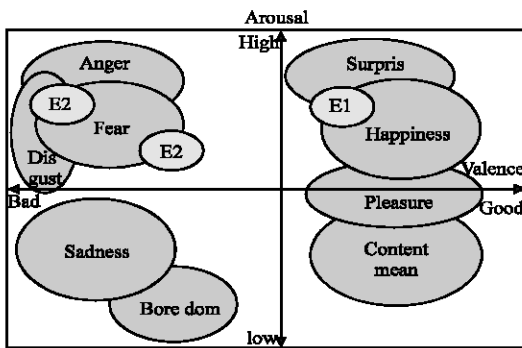 Arousal
High
Anger
Surpris
E2
E1
Fear
Happiness
E2
Dis
gust
Valence
Bad
Pleasure
Good
Sadness
Content
mean
Bore dom
low